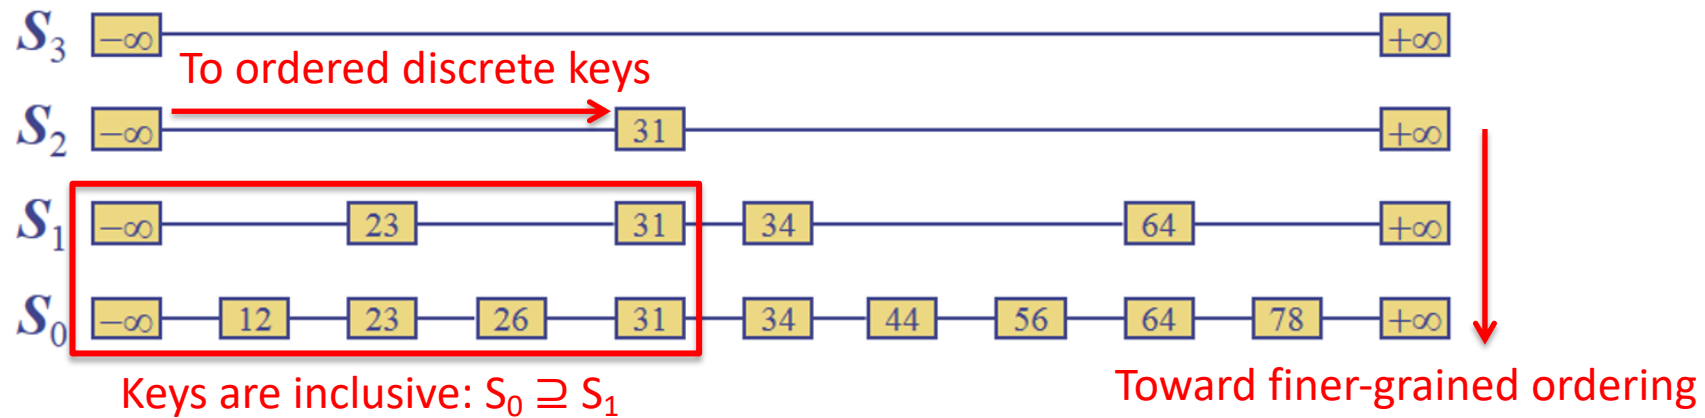 S₃ −∞ +∞
To ordered discrete keys
S₂ −∞ 31 +∞
S₁ −∞ 23 31 34 64 +∞
S₀ −∞ 12 23 26 31 34 44 56 64 78 +∞
Keys are inclusive: S₀ ⊇ S₁
Toward finer-grained ordering